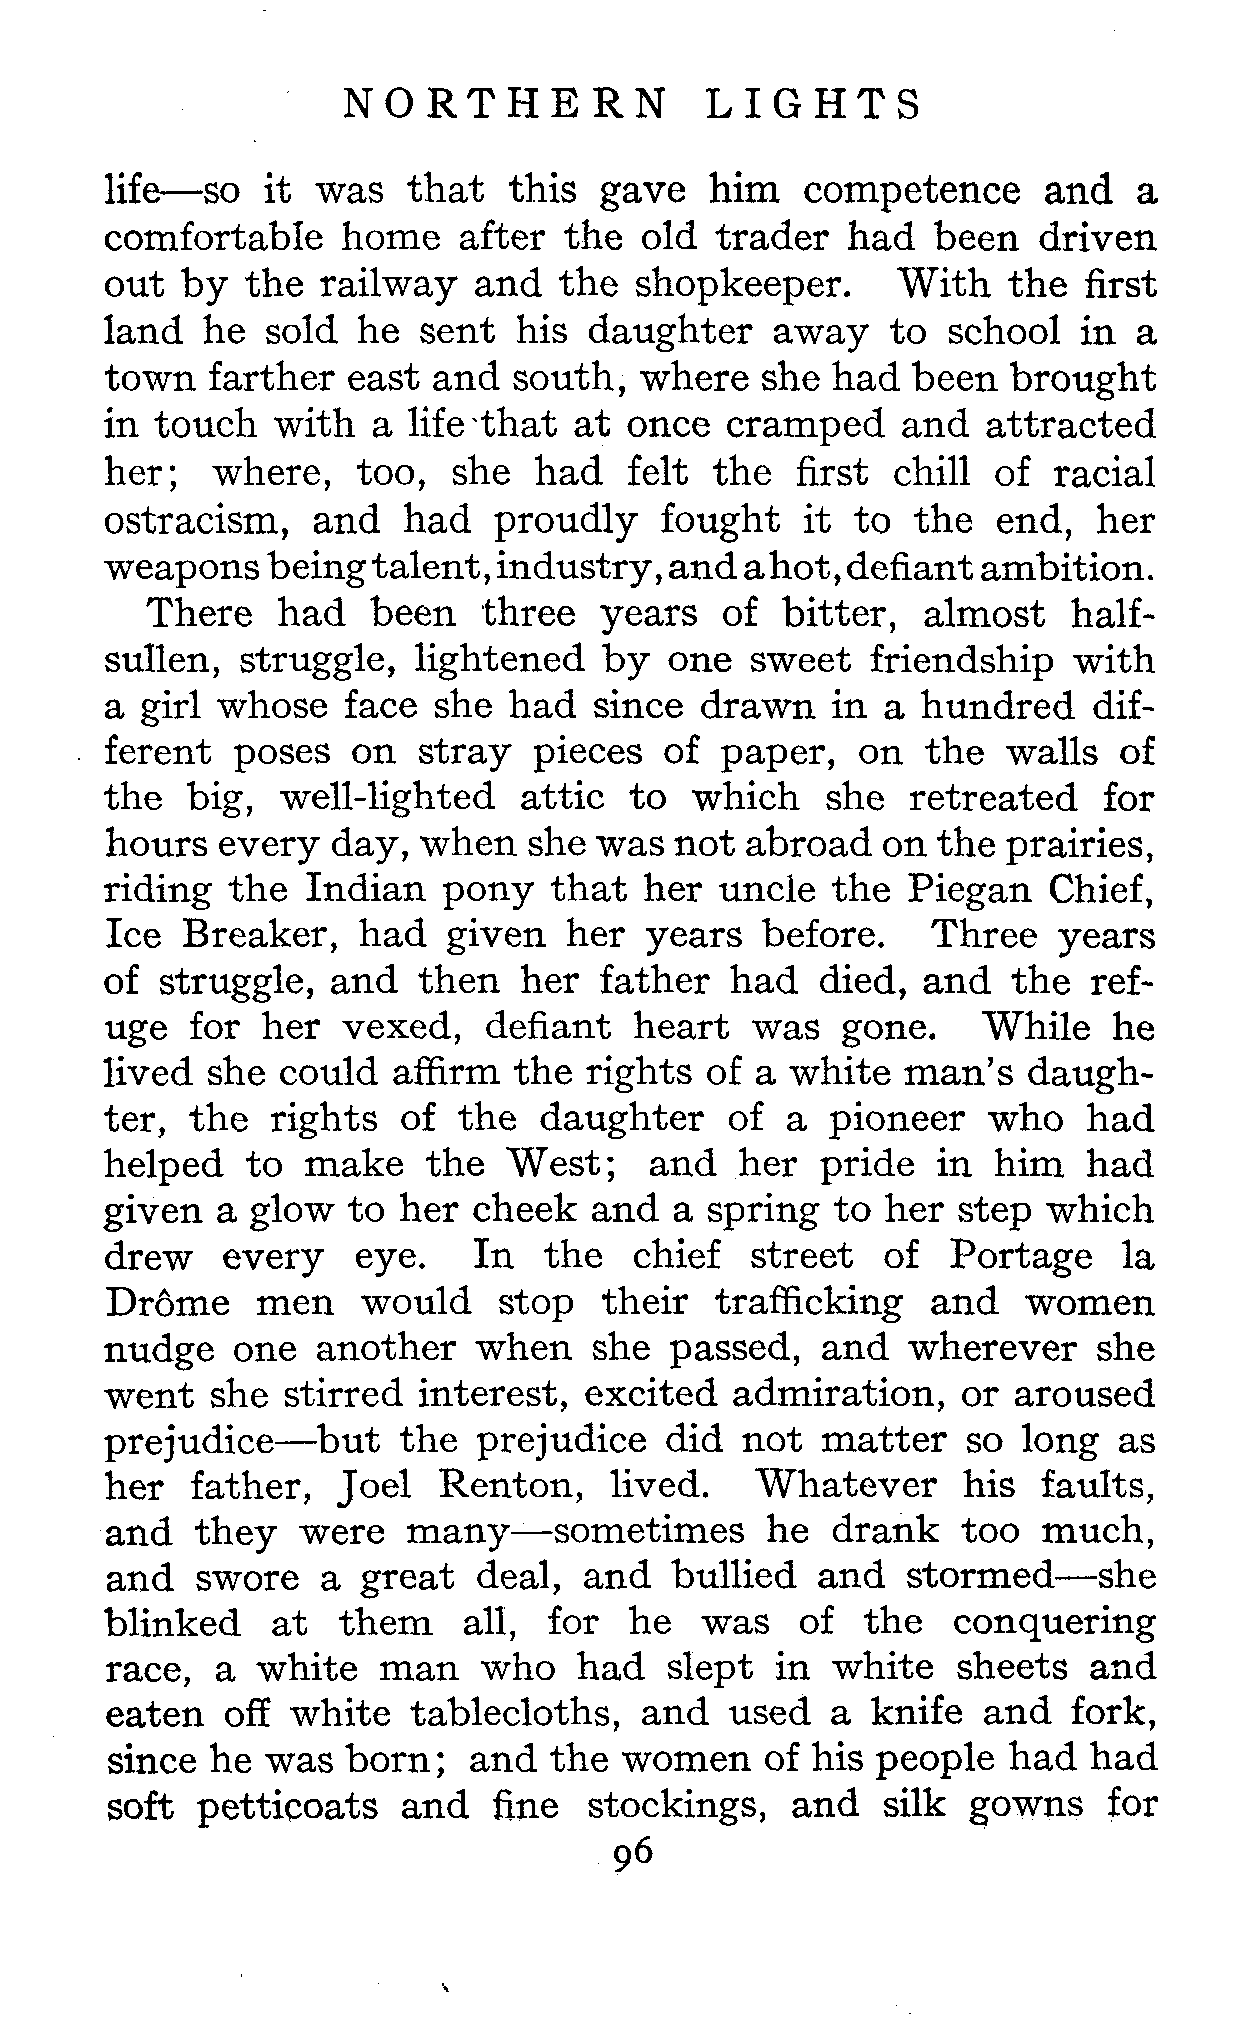 NORTHERN LIGHTS
life—so it was that this gave him competence and a
comfortable home after the old trader had been driven
out by the railway and the shopkeeper. With the first
land he sold he sent his daughter away to school in a
town farther east and south, where she had been brought
in touch with a life that at once cramped and attracted
her; where, too, she had felt the first chill of racial
ostracism, and had proudly fought it to the end, her
weapons being talent, industry, and a hot, defiant ambition.
There had been three years of bitter, almost half-
sullen, struggle, lightened by one sweet friendship with
a girl whose face she had since drawn in a hundred dif-
ferent poses on stray pieces of paper, on the walls of
the big, well-lighted attic to which she retreated for
hours every day, when she was not abroad on the prairies,
riding the Indian pony that her uncle the Piegan Chief,
Ice Breaker, had given her years before. Three years
of struggle, and then her father had died, and the ref-
uge for her vexed, defiant heart was gone. While he
lived she could affirm the rights of a white man's daugh-
ter, the rights of the daughter of a pioneer who had
helped to make the West; and her pride in him had
given a glow to her cheek and a spring to her step which
drew every eye. In the chief street of Portage la
Drôme men would stop their trafficking and women
nudge one another when she passed, and wherever she
went she stirred interest, excited admiration, or aroused
prejudice—but the prejudice did not matter so long as
her father, Joel Renton, lived. Whatever his faults,
and they were many—sometimes he drank too much,
and swore a great deal, and bullied and stormed—she
blinked at them all, for he was of the conquering
race, a white man who had slept in white sheets and
eaten off white tablecloths, and used a knife and fork,
since he was born; and the women of his people had had
soft petticoats and fine stockings, and silk gowns for
96